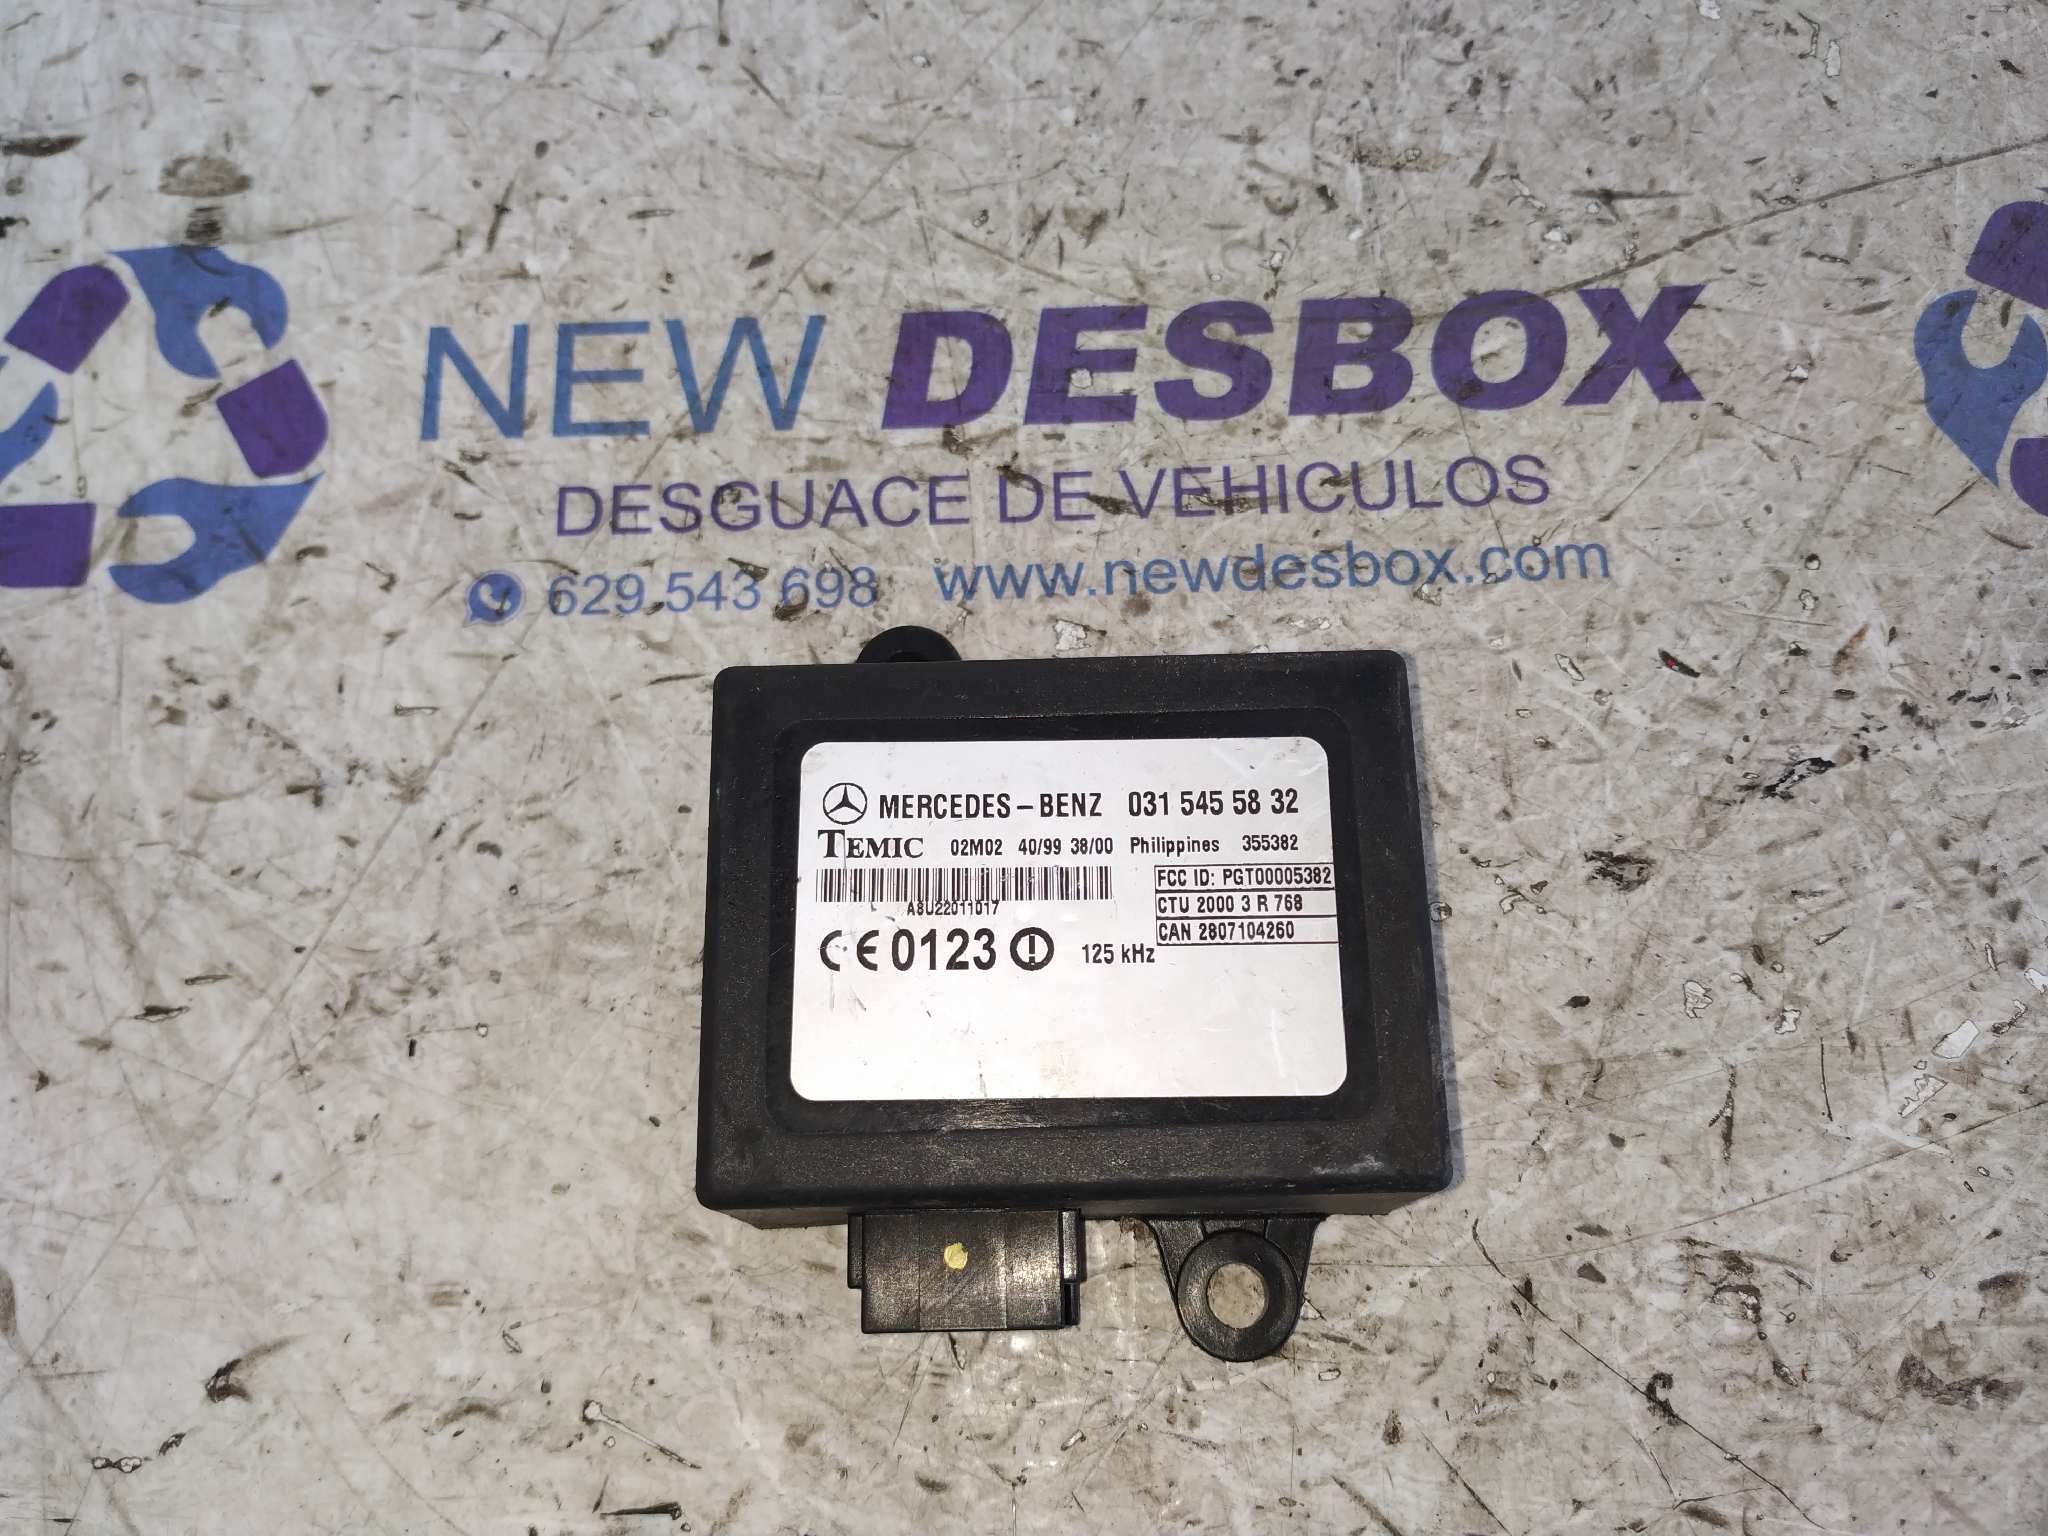 NEW DESBOX
DESGUACE DE VEHICULOS
629 543 698 www.newdesbox.com
MERCEDES-BENZ 031 545 58 32
TEMIC 02M02 40/99 38/00 Philippines 355382
FCC ID: PGT00005382
A8U22011017
CTU 2000 3 R 768
CAN 2807104260
CE 0123 125 kHz